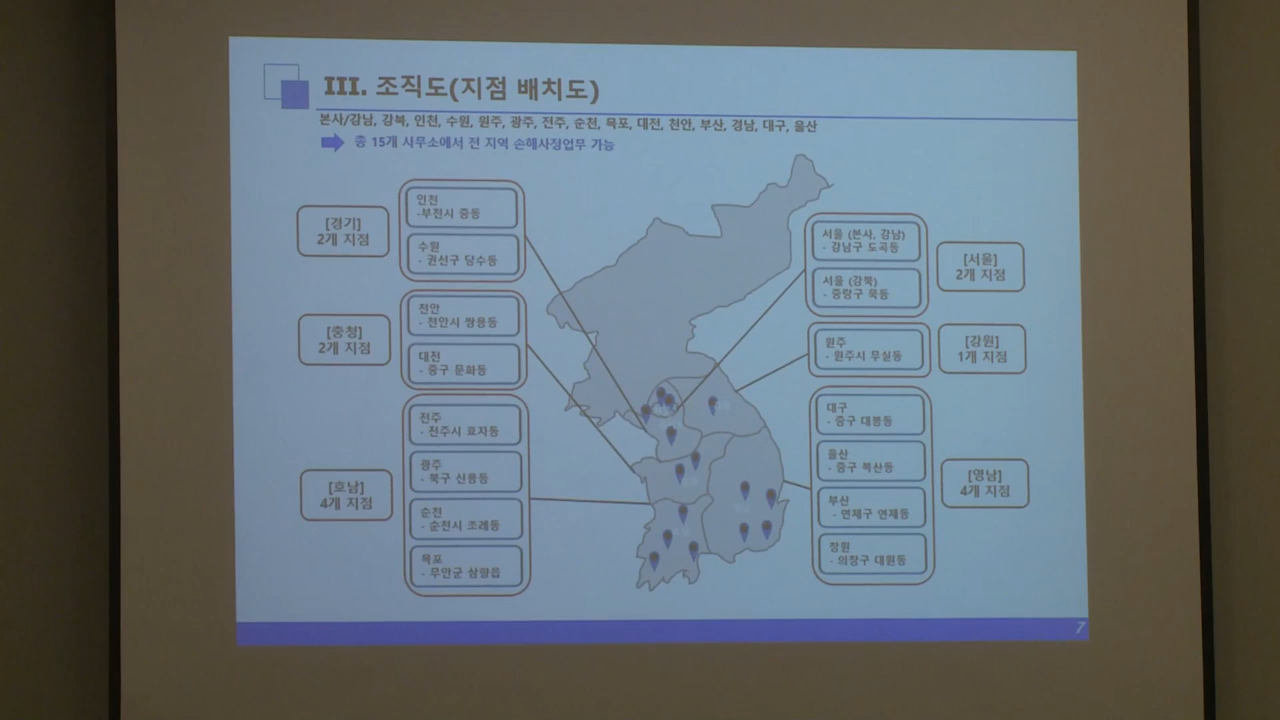 III. 조직도(지점 배치도)
본사/강남, 강북, 인천, 수원, 원주, 광주, 전주, 순천, 목포, 대전, 천안, 부산, 경남, 대구, 울산
총 15개 사무소에서 전 지역 손해사정업무 가능
[경기]
2개 지점
인천
-부천시 중동
수원
- 권선구 당수동
[충청]
2개 지점
천안
- 천안시 쌍용동
대전
- 중구 문화동
[호남]
4개 지점
전주
- 전주시 효자동
광주
- 북구 신용동
순천
- 순천시 조례동
목포
- 무안군 삼향읍
서울 (본사, 강남)
- 강남구 도곡동
서울 (강북)
- 중랑구 묵동
[서울]
2개 지점
원주
- 원주시 무실동
[강원]
1개 지점
대구
- 중구 대봉동
울산
- 중구 복산동
부산
- 연제구 연제동
창원
- 의창구 대원동
[영남]
4개 지점
7